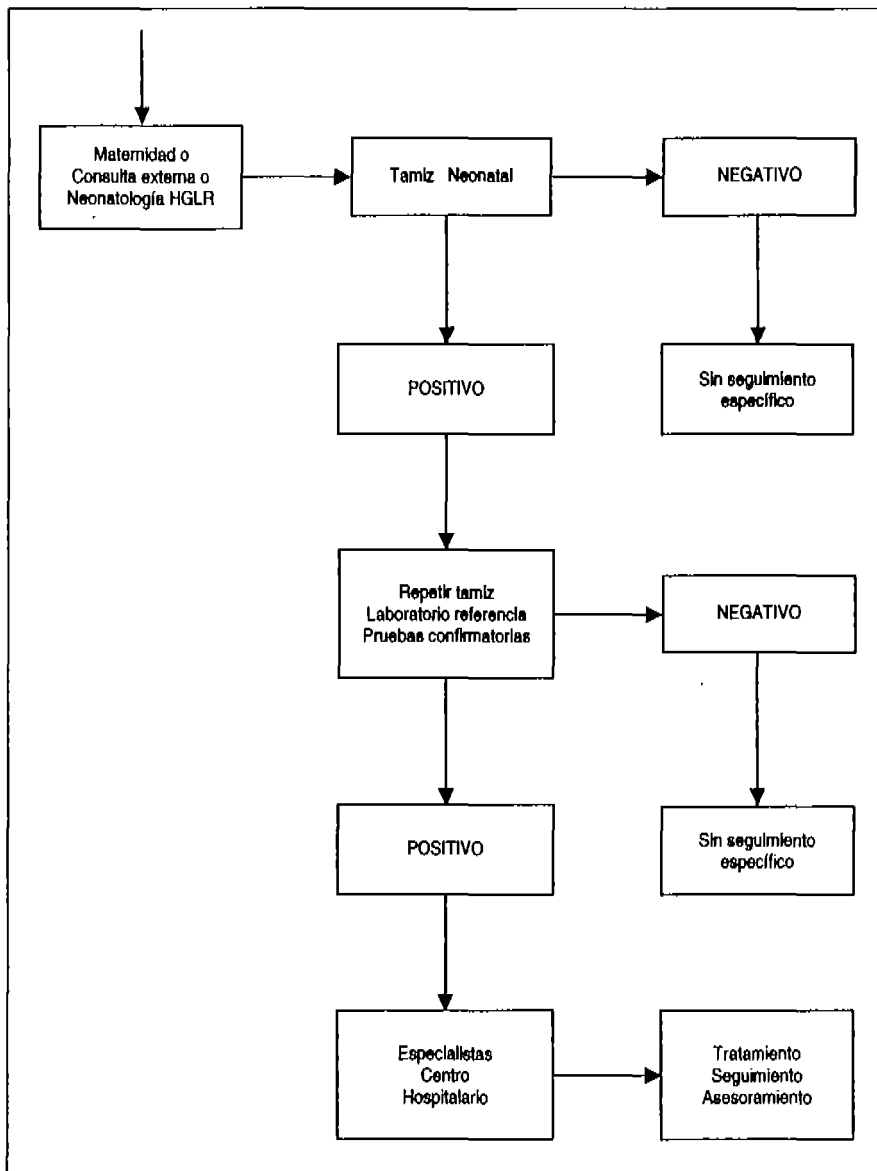 Maternidad o
Consulta externa o
Neonatología HGLR
Tamiz Neonatal
NEGATIVO
POSITIVO
Sin seguimiento
específico
Repetir tamiz
Laboratorio referencia
Pruebas confirmatorias
NEGATIVO
POSITIVO
Sin seguimiento
específico
Especialistas
Centro
Hospitalario
Tratamiento
Seguimiento
Asesoramiento